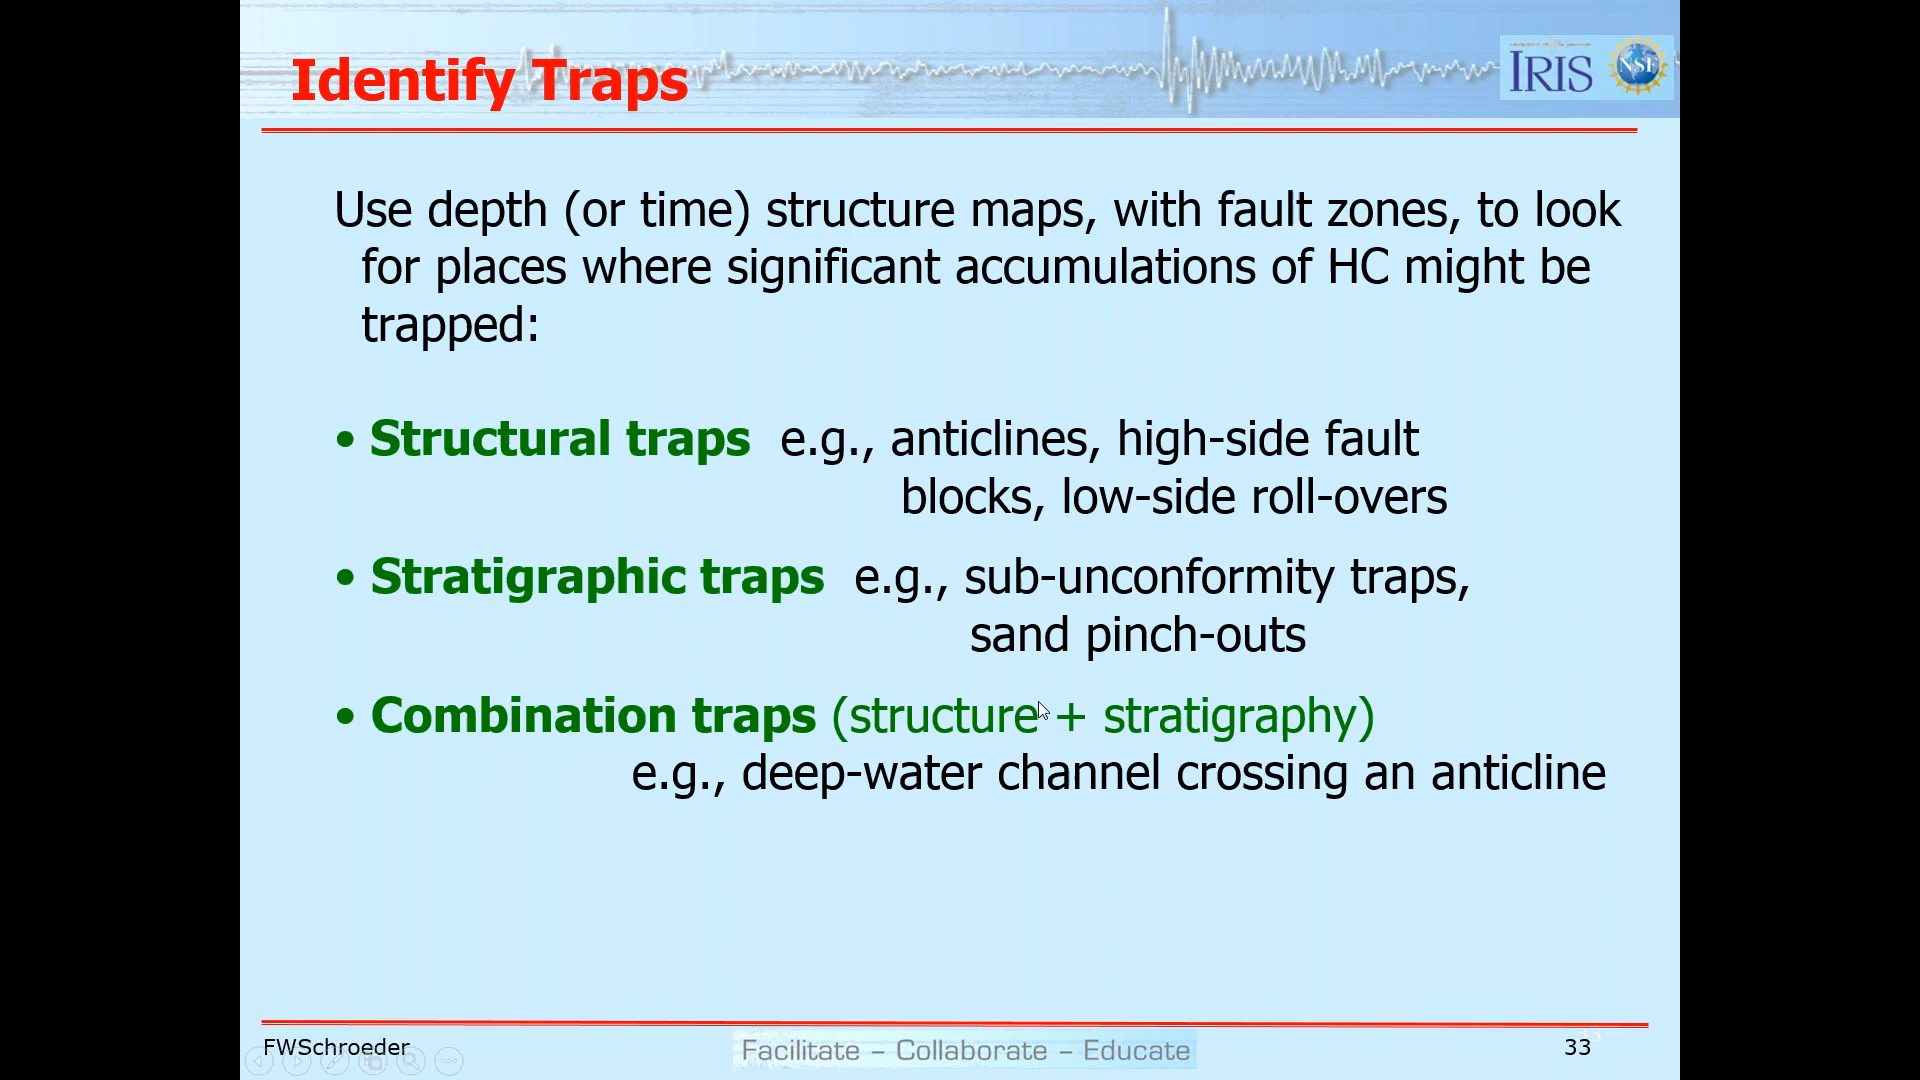 Identify Traps
IRIS
NSF
Use depth (or time) structure maps, with fault zones, to look
for places where significant accumulations of HC might be
trapped:
• Structural traps e.g., anticlines, high-side fault
blocks, low-side roll-overs
• Stratigraphic traps e.g., sub-unconformity traps,
sand pinch-outs
• Combination traps (structure + stratigraphy)
e.g., deep-water channel crossing an anticline
FWSchroeder
Facilitate – Collaborate – Educate
33